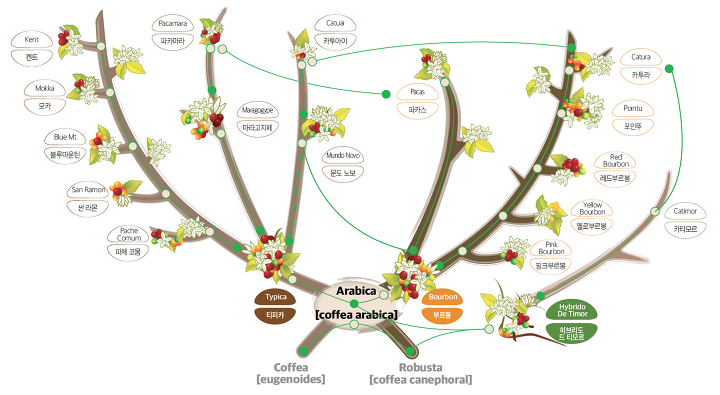 Kent
켄트
Mokka
모카
Blue Mt.
블루마운틴
San Ramon
싼 라몬
Pache
Comum
파체 코뭄
Pacamara
파카마라
Maragogype
마라고지페
Catuai
카투아이
Mundo Novo
문도 노보
Pacas
파카스
Catura
카투라
Pointu
포인뚜
Red
Bourbon
레드부르봉
Yellow
Bourbon
옐로부르봉
Pink
Bourbon
핑크부르봉
Catimor
카티모르
Typica
티피카
Arabica
[coffea arabica]
Bourbon
부르봉
Hybrido
De Timor
히브리도
드 티모르
Coffea
[eugenoides]
Robusta
[coffea canephoral]